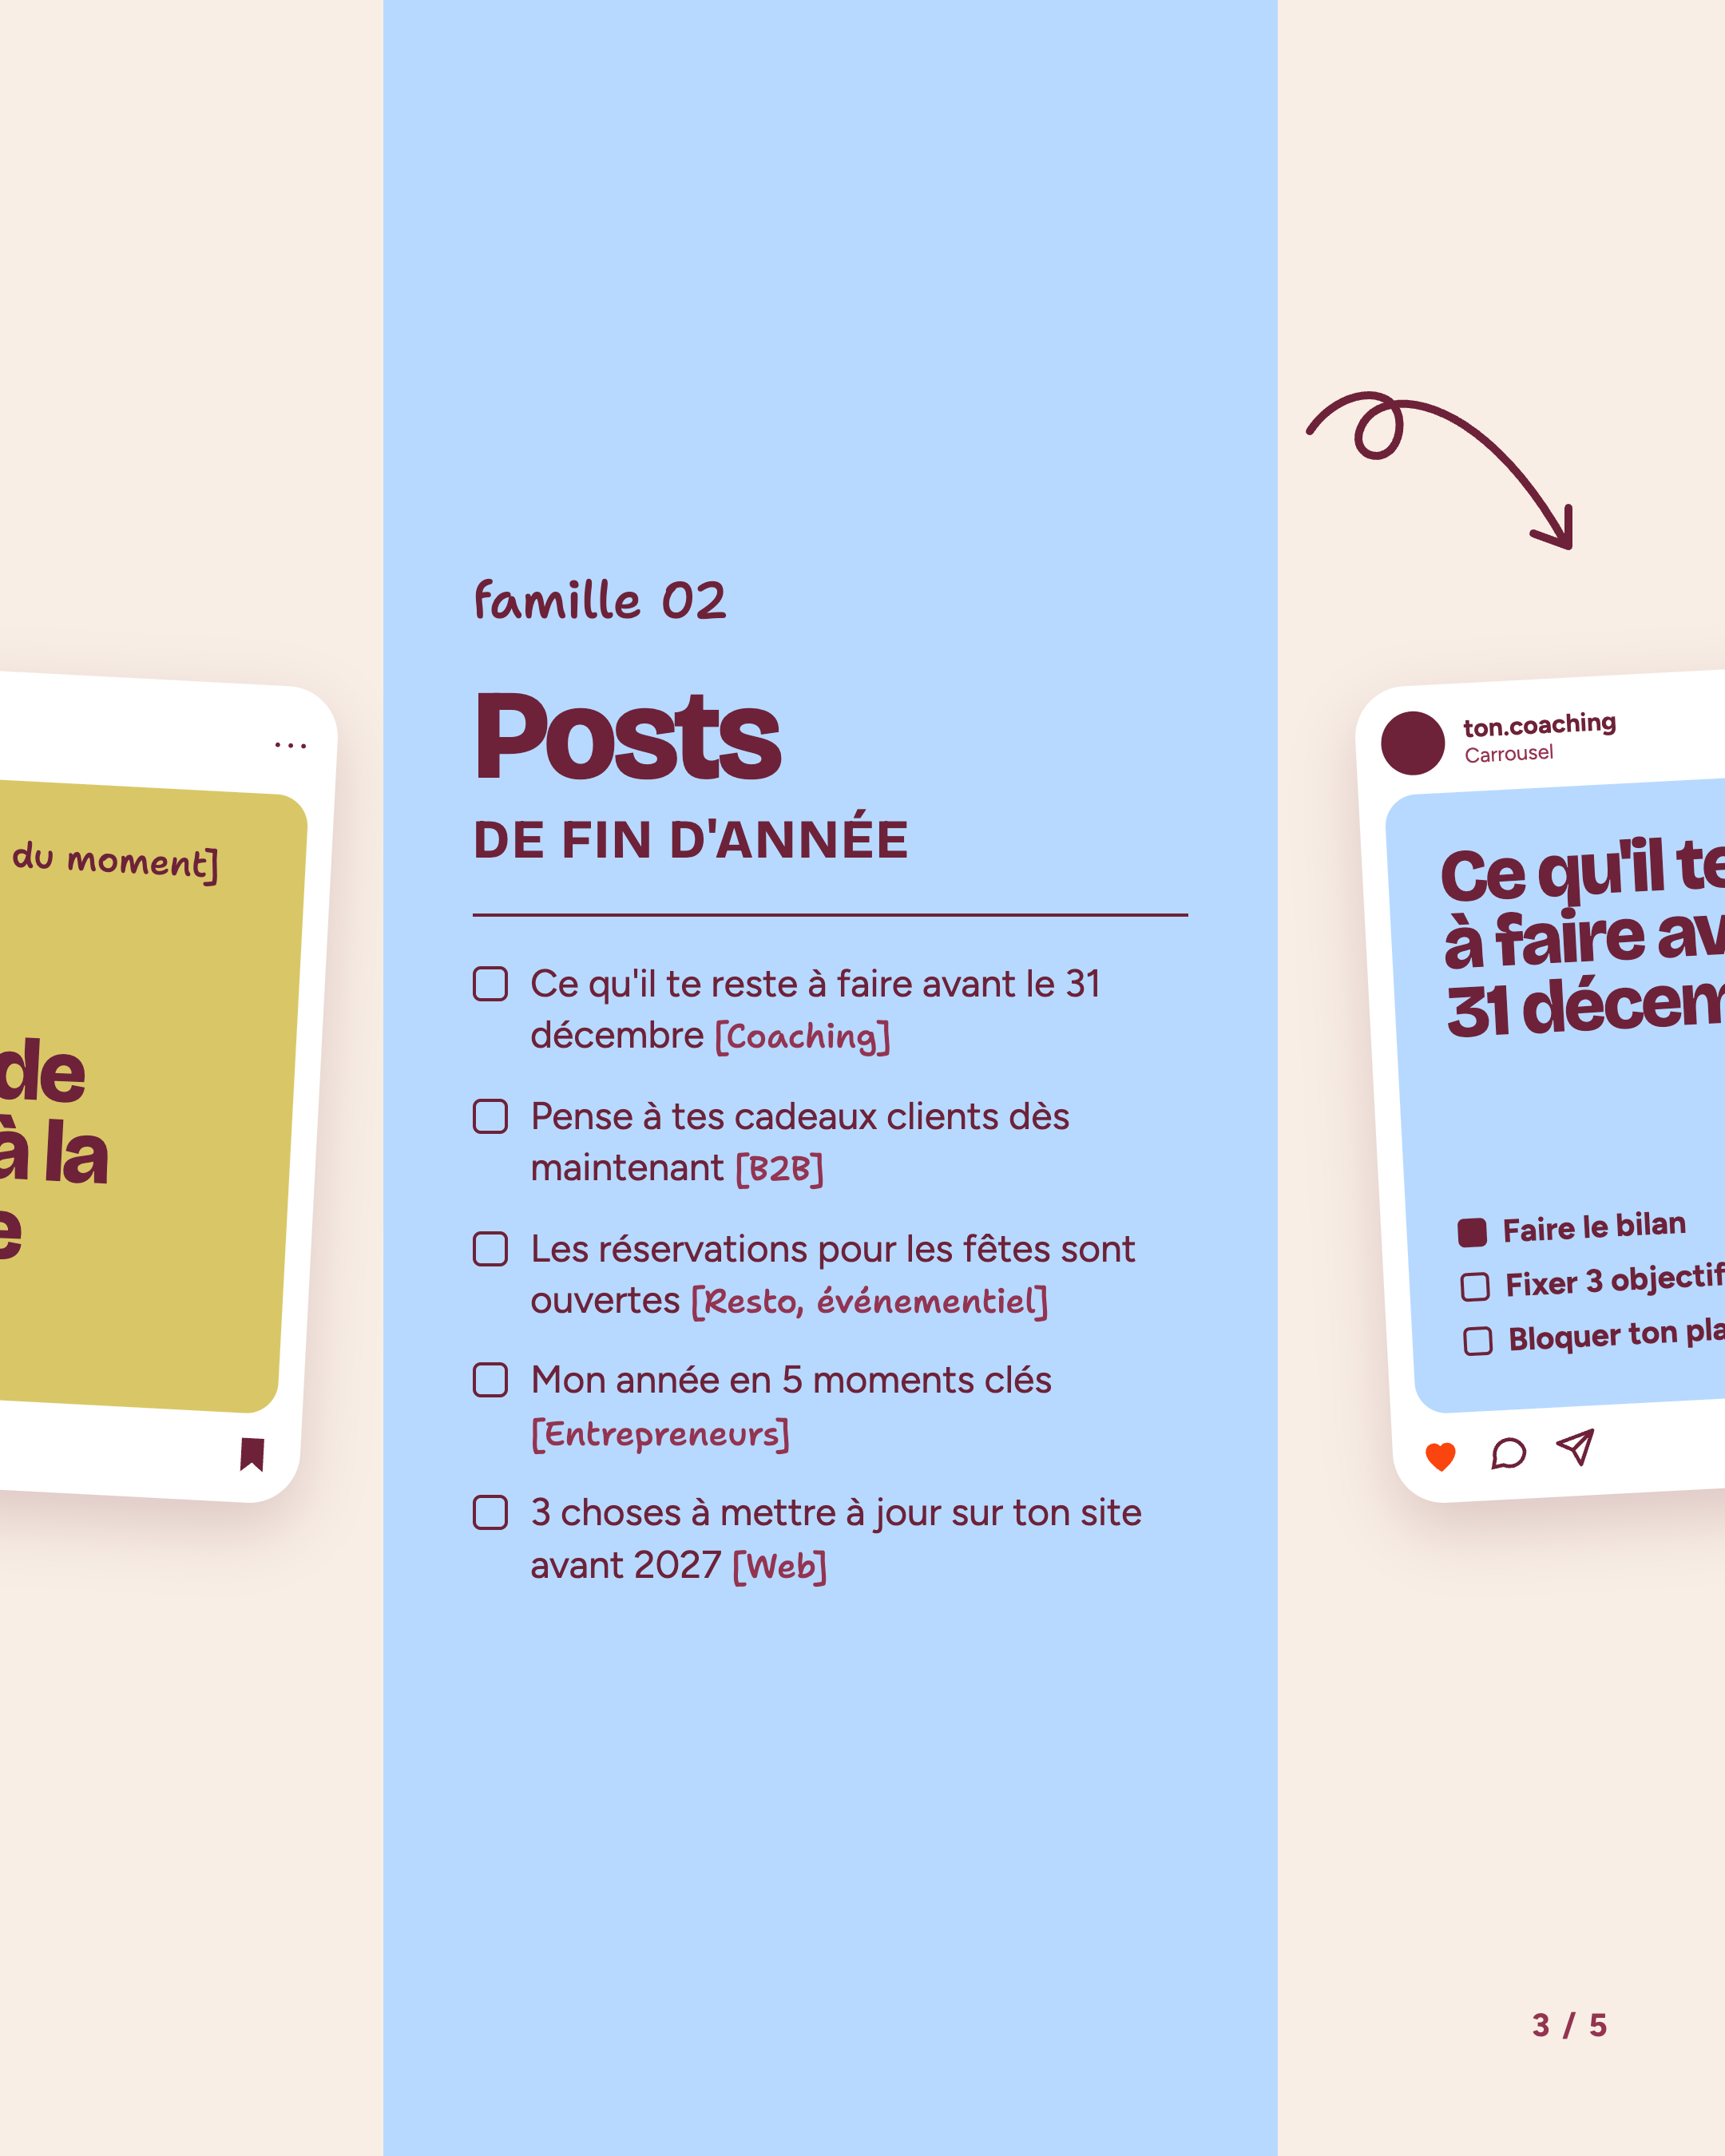 du moment]
de
à la
e
famille 02
Posts
DE FIN D'ANNÉE
Ce qu'il te reste à faire avant le 31
décembre [Coaching]
Pense à tes cadeaux clients dès
maintenant [B2B]
Les réservations pour les fêtes sont
ouvertes [Resto, événementiel]
Mon année en 5 moments clés
[Entrepreneurs]
3 choses à mettre à jour sur ton site
avant 2027 [Web]
ton.coaching
Carrousel
Ce qu'il te
à faire av
31 décem
Faire le bilan
Fixer 3 objectif
Bloquer ton pla
3 / 5